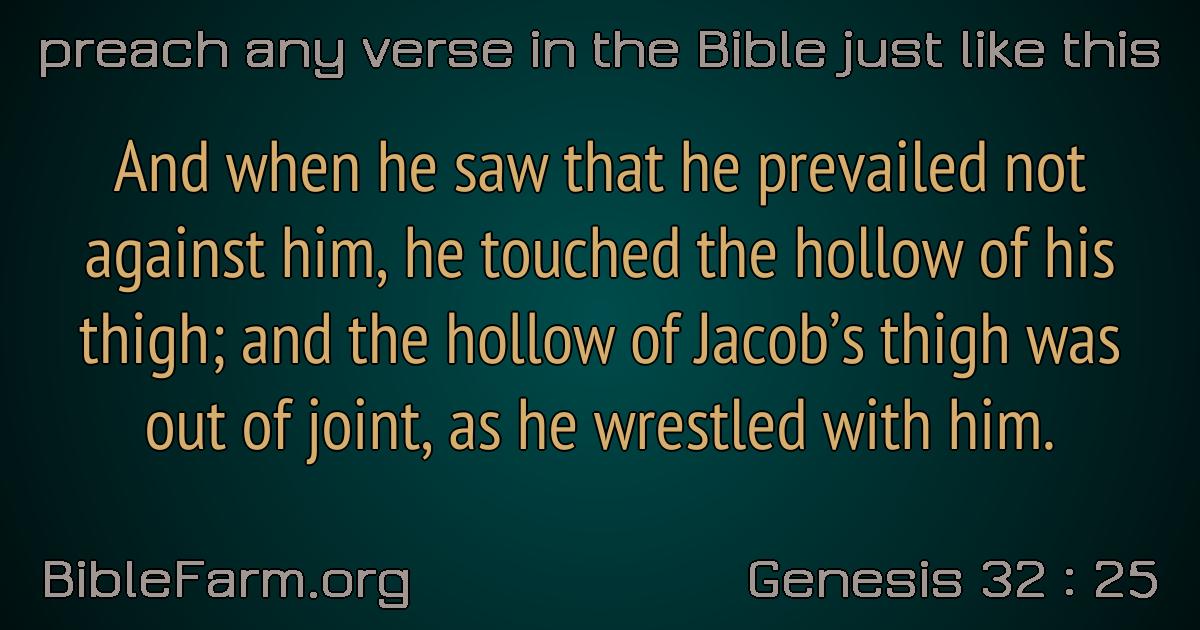 preach any verse in the Bible just like this
And when he saw that he prevailed not
against him, he touched the hollow of his
thigh; and the hollow of Jacob’s thigh was
out of joint, as he wrestled with him.
BibleFarm.org
Genesis 32 : 25